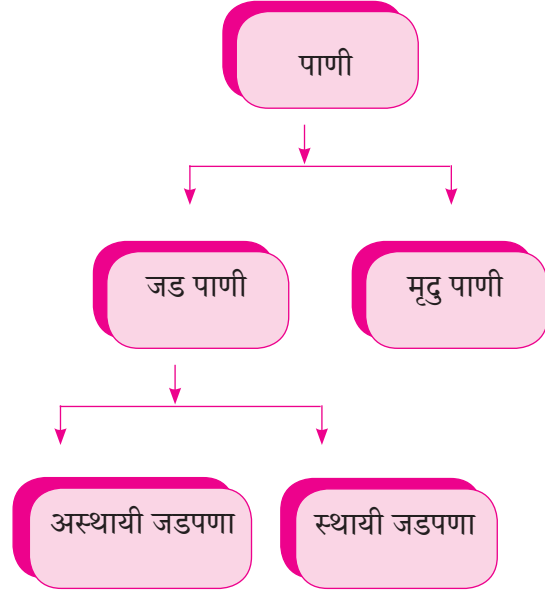 पाणी
जड पाणी
मृदु पाणी
अस्थायी जडपणा
स्थायी जडपणा